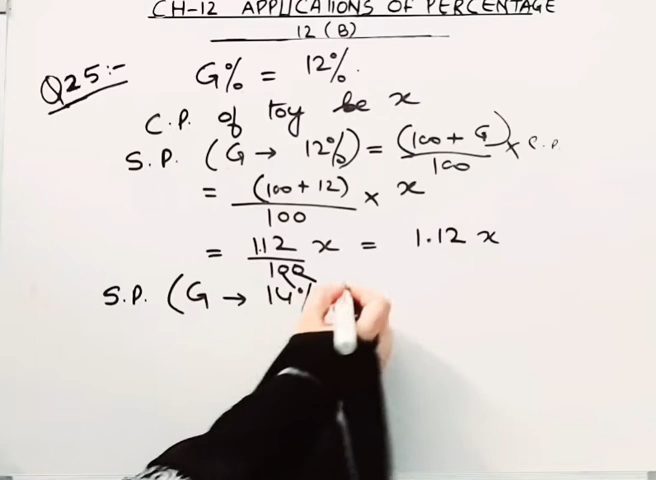 CH-12 APPLICATIONS OF PERCENTAGE
12 (B)
Q25:- G% = 12%.
C.P. of toy be x
S.P. (G → 12%) = (100 + G)/100 x C.P.
= (100 + 12)/100 x x
= 112/100 x = 1.12 x
S.P. (G → 14%